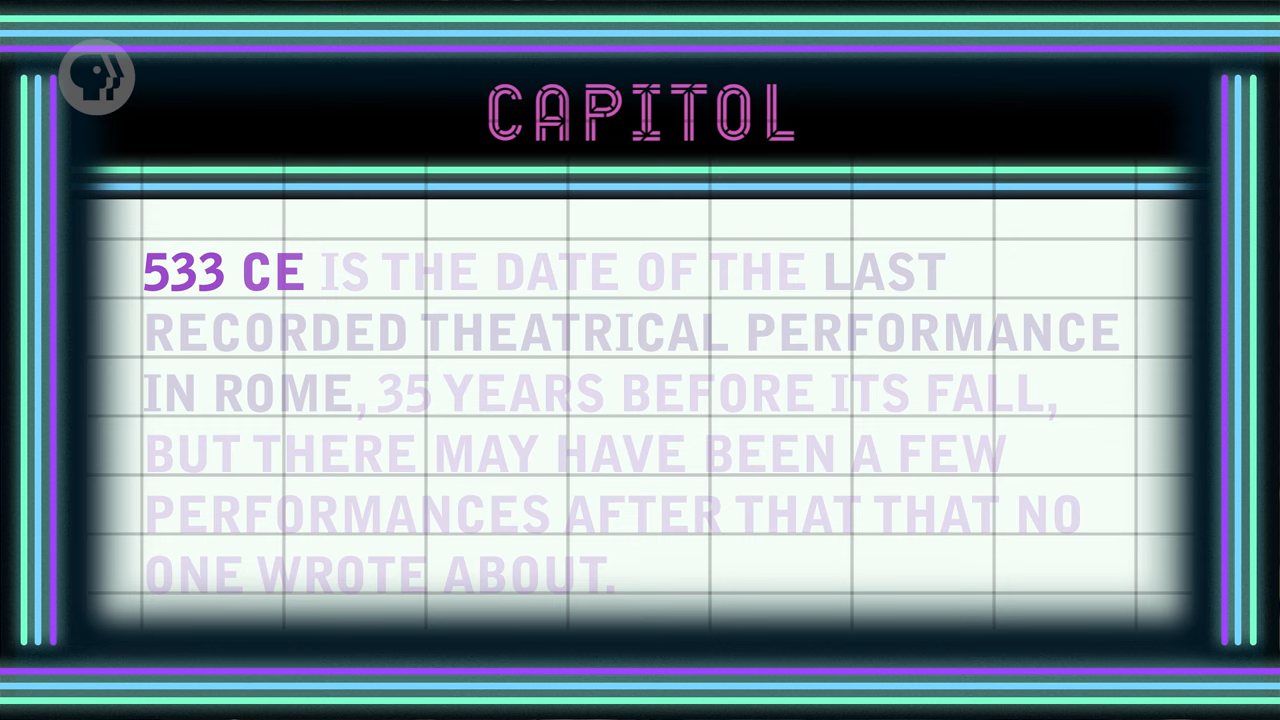 CAPITOL
533 CE IS THE DATE OF THE LAST
RECORDED THEATRICAL PERFORMANCE
IN ROME, 35 YEARS BEFORE ITS FALL,
BUT THERE MAY HAVE BEEN A FEW
PERFORMANCES AFTER THAT THAT NO
ONE WROTE ABOUT.